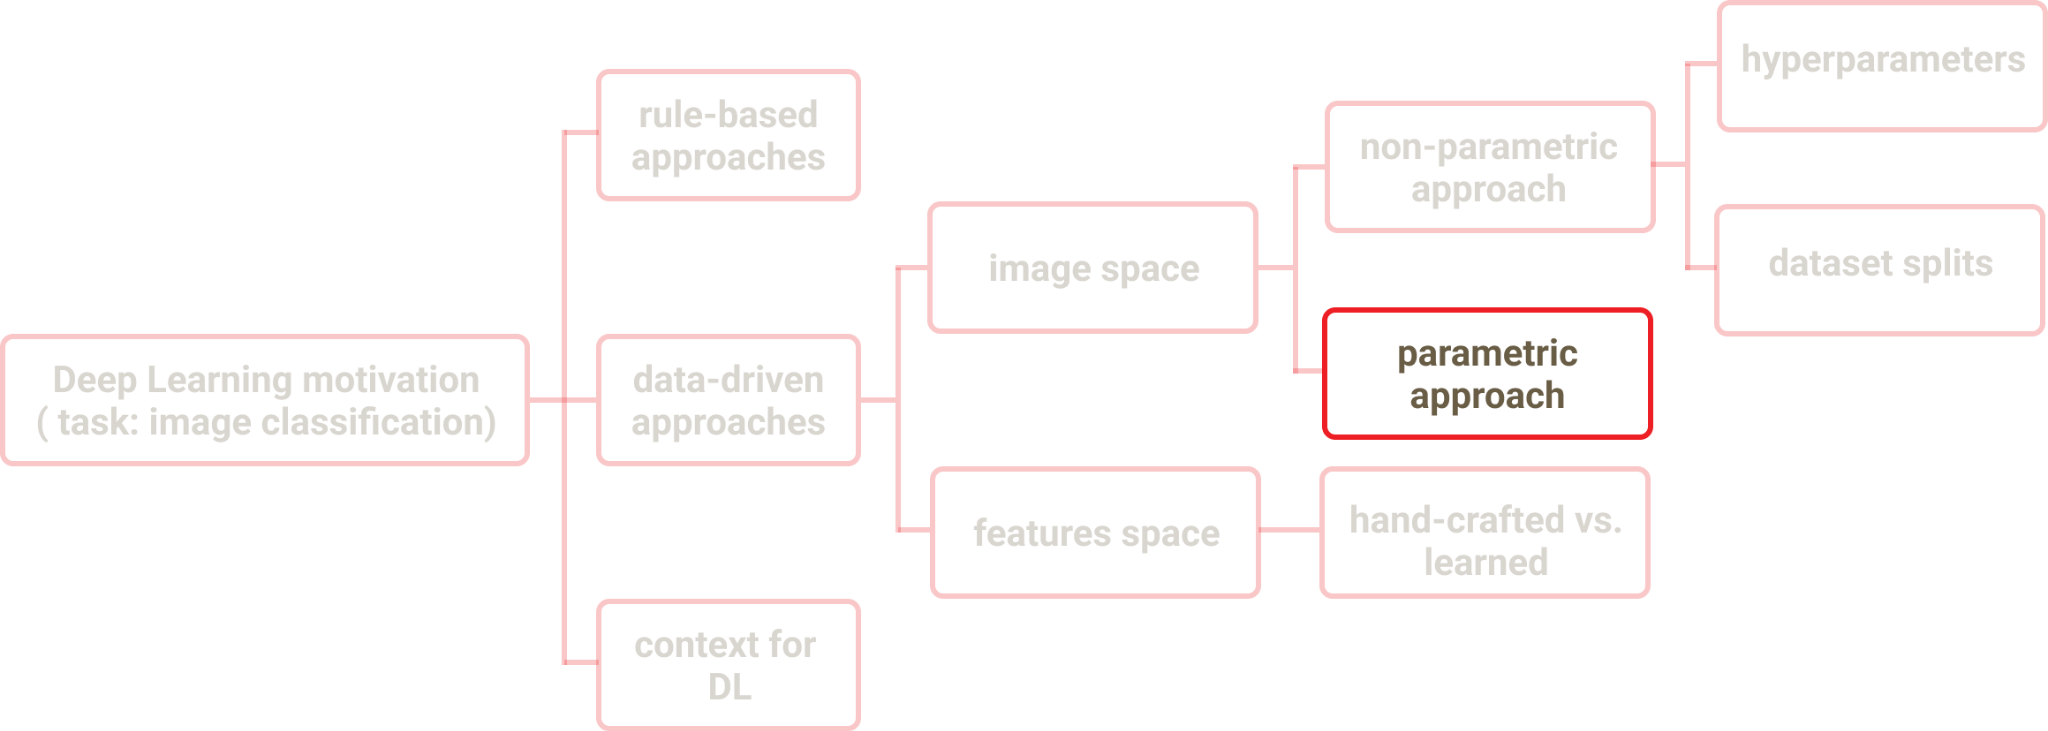 Deep Learning motivation
( task: image classification)
rule-based
approaches
data-driven
approaches
context for
DL
image space
features space
non-parametric
approach
parametric
approach
hand-crafted vs.
learned
hyperparameters
dataset splits